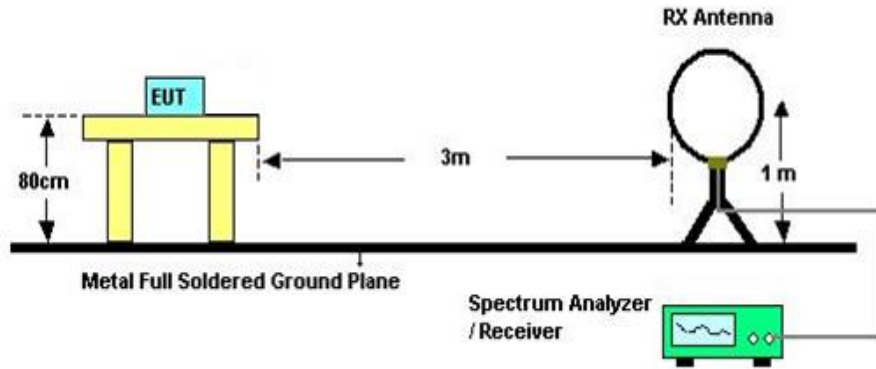 RX Antenna
EUT
80cm
3m
1 m
Metal Full Soldered Ground Plane
Spectrum Analyzer
/ Receiver